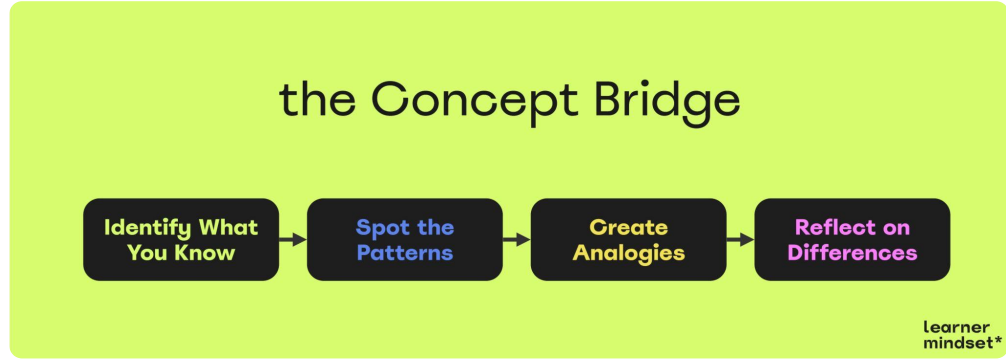 the Concept Bridge
Identify What
You Know
Spot the
Patterns
Create
Analogies
Reflect on
Differences
learner
mindset*